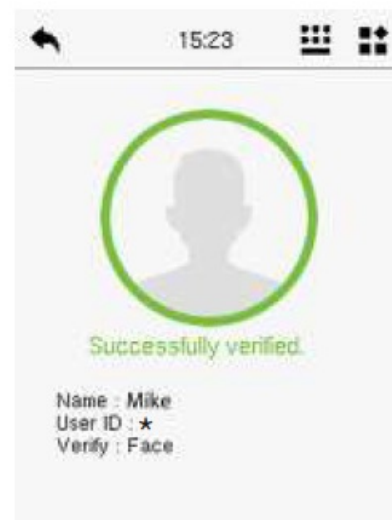 15:23
Successfully verified.
Name : Mike
User ID : *
Verify : Face